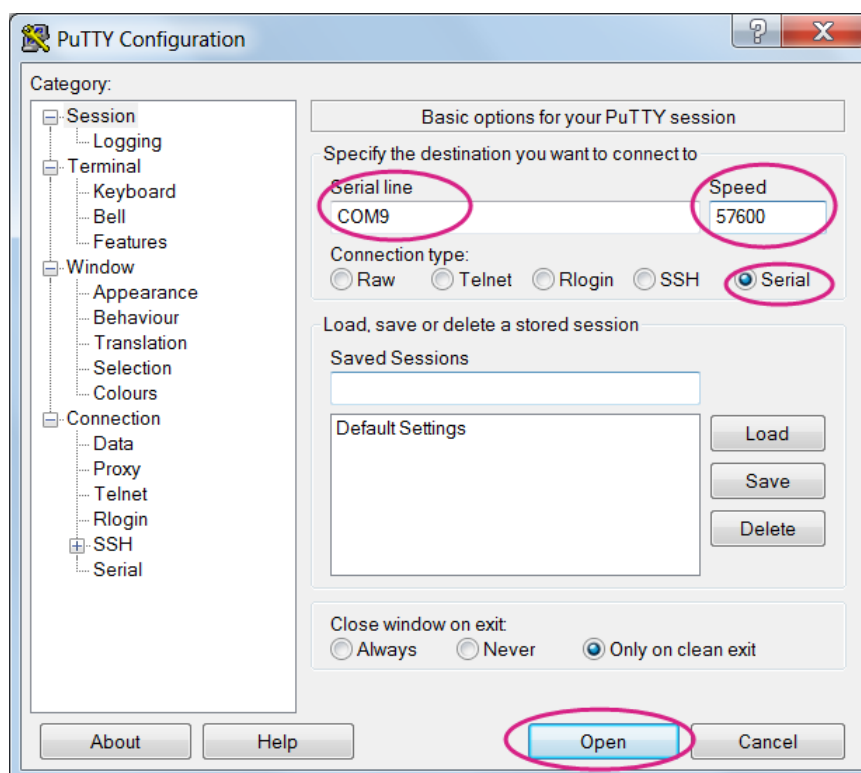 PuTTY Configuration
Category:
Session
Logging
Terminal
Keyboard
Bell
Features
Window
Appearance
Behaviour
Translation
Selection
Colours
Connection
Data
Proxy
Telnet
Rlogin
SSH
Serial
Basic options for your PuTTY session
Specify the destination you want to connect to
Serial line Speed
COM9 57600
Connection type:
Raw Telnet Rlogin SSH Serial
Load, save or delete a stored session
Saved Sessions
Default Settings
Load
Save
Delete
Close window on exit:
Always Never Only on clean exit
About Help Open Cancel